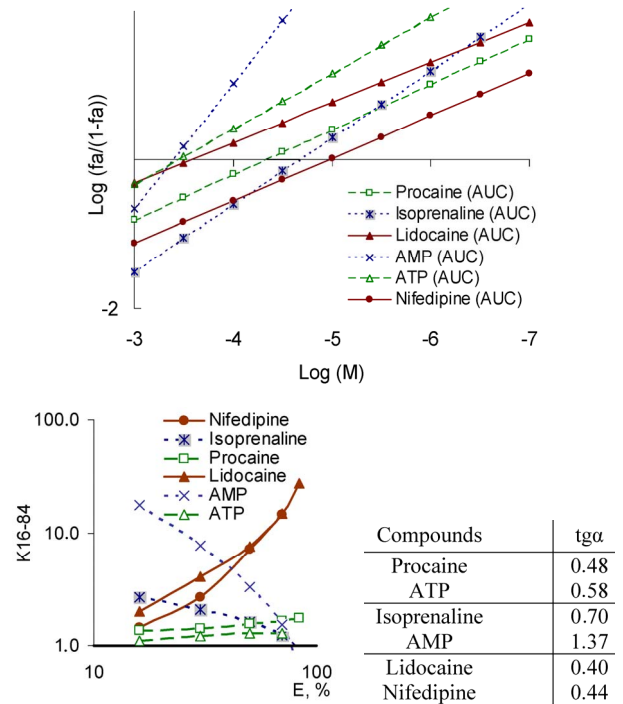 Log (fa/(1-fa))
Procaine (AUC)
Isoprenaline (AUC)
Lidocaine (AUC)
AMP (AUC)
ATP (AUC)
Nifedipine (AUC)
-2
-3 -4 -5 -6 -7
Log (M)
K16-84
100.0
10.0
1.0
Nifedipine
Isoprenaline
Procaine
Lidocaine
AMP
ATP
10 100
E, %
Compounds tgα
Procaine 0.48
ATP 0.58
Isoprenaline 0.70
AMP 1.37
Lidocaine 0.40
Nifedipine 0.44